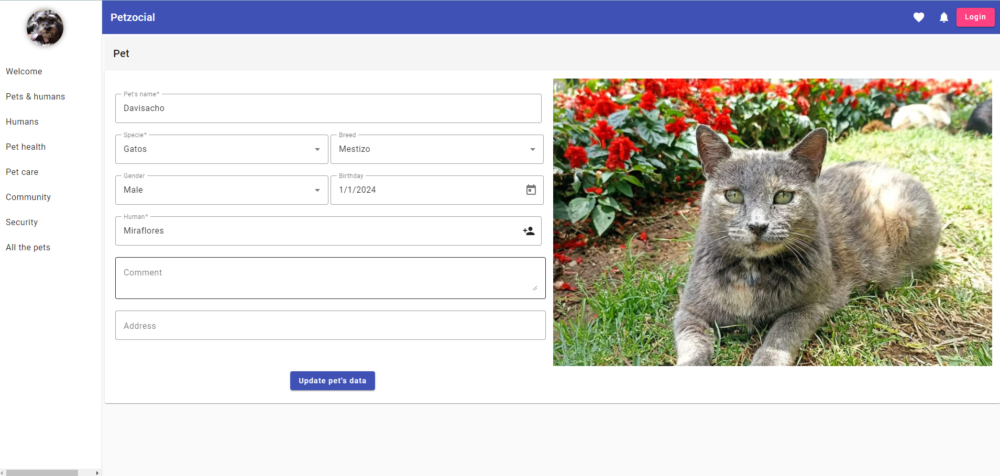 Petzocial
Login
Welcome
Pets & humans
Humans
Pet health
Pet care
Community
Security
All the pets
Pet
Pet's name*
Davisacho
Specie*
Gatos
Breed
Mestizo
Gender
Male
Birthday
1/1/2024
Human*
Miraflores
Comment
Address
Update pet's data